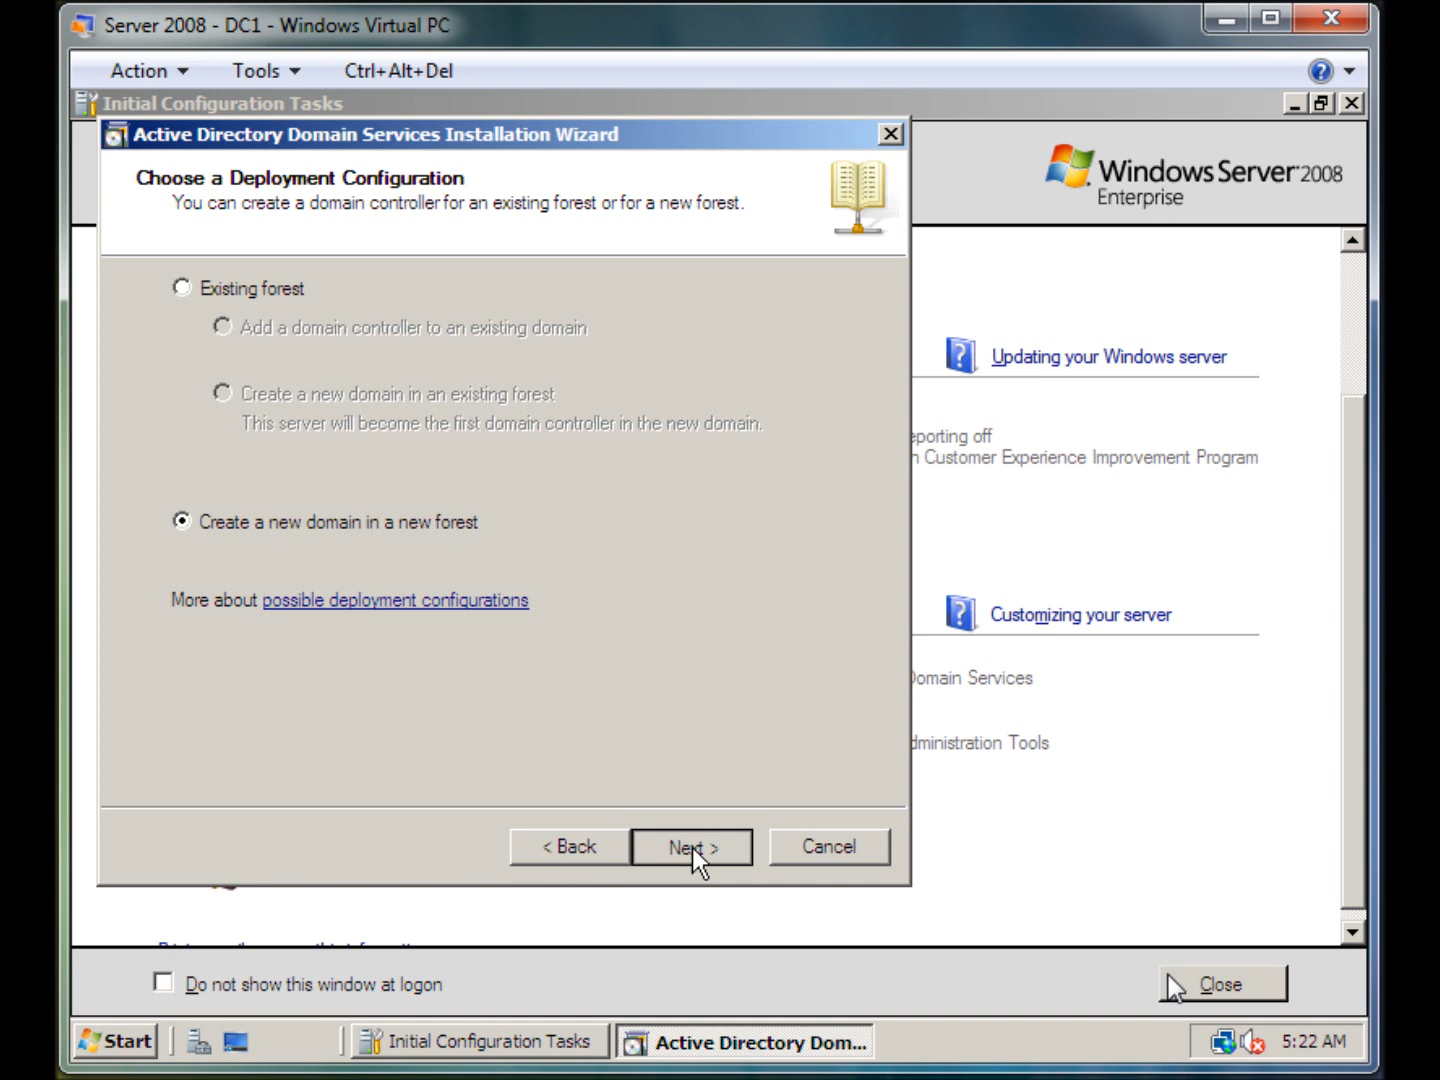 Server 2008 - DC1 - Windows Virtual PC
Action Tools Ctrl+Alt+Del
Initial Configuration Tasks
Active Directory Domain Services Installation Wizard
Choose a Deployment Configuration
You can create a domain controller for an existing forest or for a new forest.
Windows Server 2008
Enterprise
Existing forest
Add a domain controller to an existing domain
Updating your Windows server
Create a new domain in an existing forest
This server will become the first domain controller in the new domain.
eporting off
n Customer Experience Improvement Program
Create a new domain in a new forest
More about possible deployment configurations
Customizing your server
Domain Services
dministration Tools
< Back Next > Cancel
Do not show this window at logon
Close
Start Initial Configuration Tasks Active Directory Dom... 5:22 AM